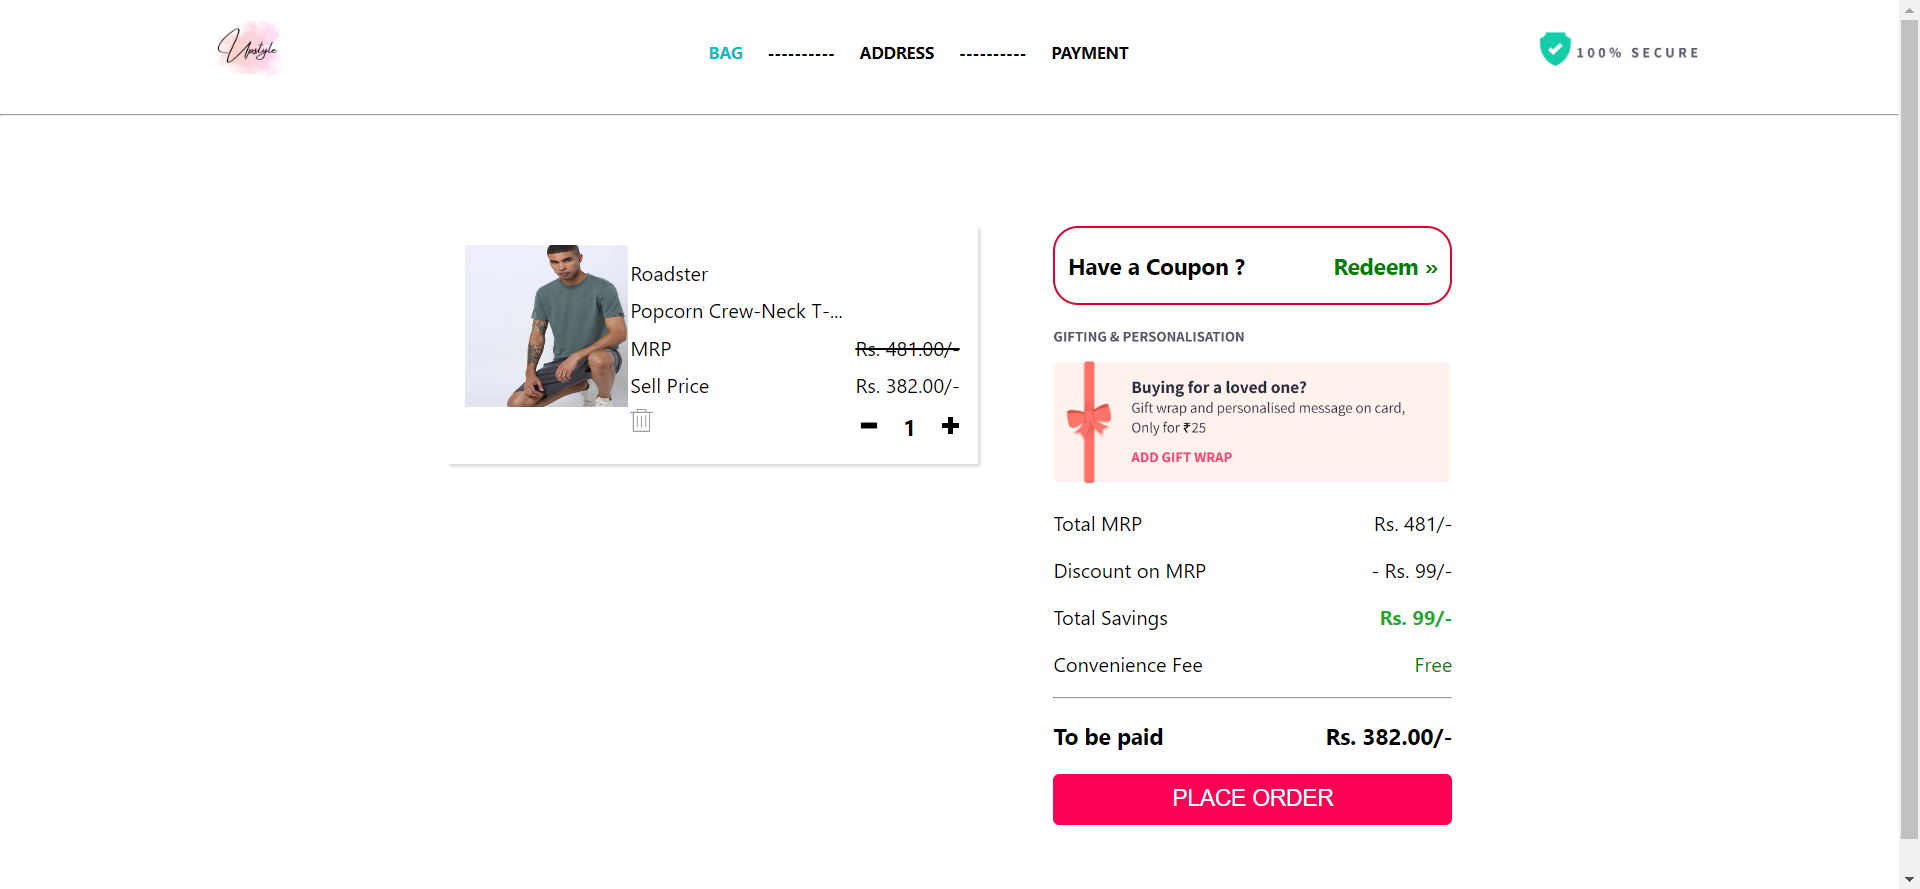 Upstyle
BAG ---------- ADDRESS ---------- PAYMENT
100% SECURE
Roadster
Popcorn Crew-Neck T-...
MRP Rs. 481.00/-
Sell Price Rs. 382.00/-
1
Have a Coupon ? Redeem »
GIFTING & PERSONALISATION
Buying for a loved one?
Gift wrap and personalised message on card,
Only for ₹25
ADD GIFT WRAP
Total MRP Rs. 481/-
Discount on MRP - Rs. 99/-
Total Savings Rs. 99/-
Convenience Fee Free
To be paid Rs. 382.00/-
PLACE ORDER